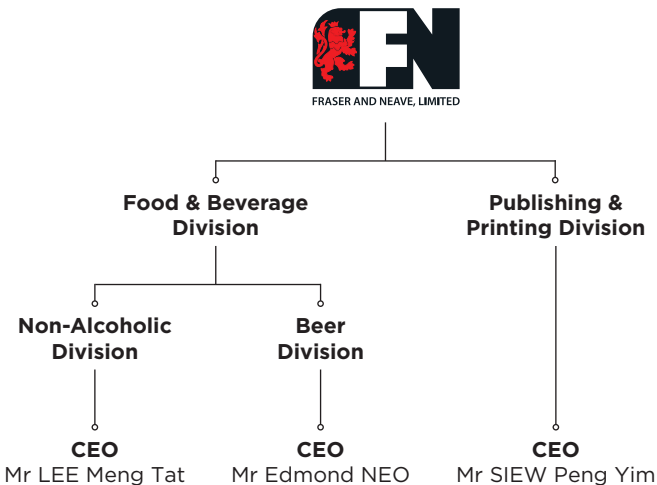 FN
FRASER AND NEAVE, LIMITED
Food & Beverage
Division
Publishing &
Printing Division
Non-Alcoholic
Division
Beer
Division
CEO
Mr LEE Meng Tat
CEO
Mr Edmond NEO
CEO
Mr SIEW Peng Yim